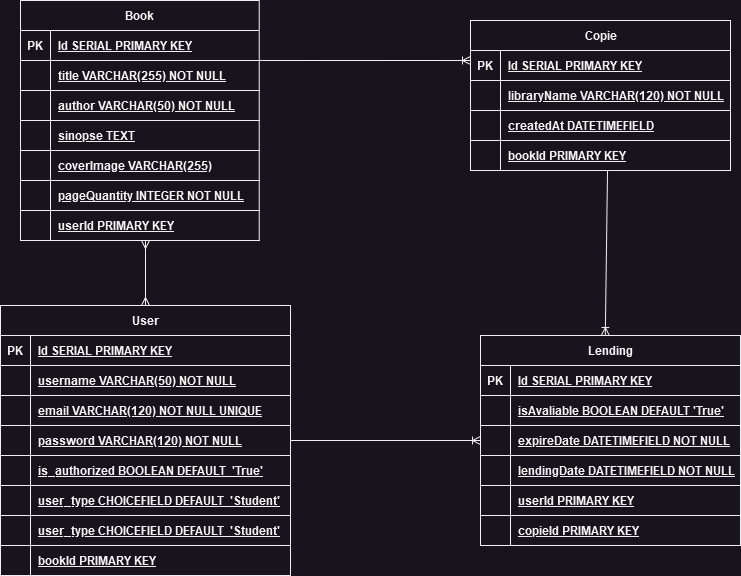 Book
PK Id SERIAL PRIMARY KEY
title VARCHAR(255) NOT NULL
author VARCHAR(50) NOT NULL
sinopse TEXT
coverImage VARCHAR(255)
pageQuantity INTEGER NOT NULL
userId PRIMARY KEY
Copie
PK Id SERIAL PRIMARY KEY
libraryName VARCHAR(120) NOT NULL
createdAt DATETIMEFIELD
bookId PRIMARY KEY
User
PK Id SERIAL PRIMARY KEY
username VARCHAR(50) NOT NULL
email VARCHAR(120) NOT NULL UNIQUE
password VARCHAR(120) NOT NULL
is_authorized BOOLEAN DEFAULT 'True'
user_type CHOICEFIELD DEFAULT 'Student'
user_type CHOICEFIELD DEFAULT 'Student'
bookId PRIMARY KEY
Lending
PK Id SERIAL PRIMARY KEY
isAvaliable BOOLEAN DEFAULT 'True'
expireDate DATETIMEFIELD NOT NULL
lendingDate DATETIMEFIELD NOT NULL
userId PRIMARY KEY
copieId PRIMARY KEY